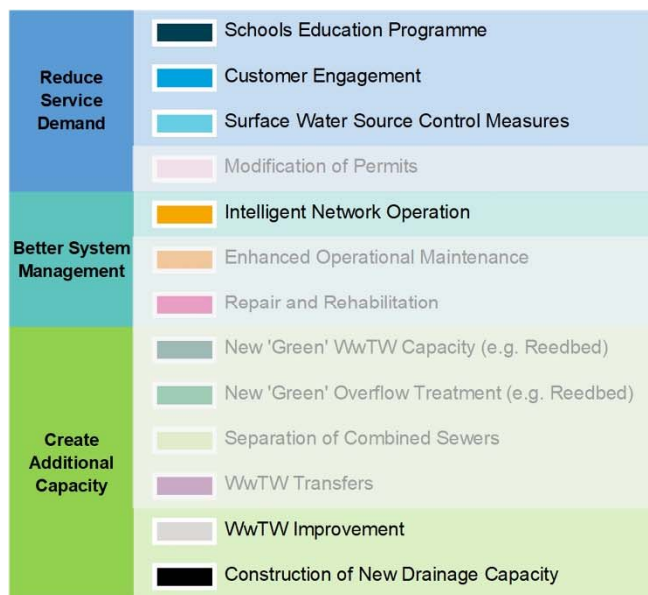 Reduce
Service
Demand
Schools Education Programme
Customer Engagement
Surface Water Source Control Measures
Modification of Permits
Better System
Management
Intelligent Network Operation
Enhanced Operational Maintenance
Repair and Rehabilitation
Create
Additional
Capacity
New 'Green' WwTW Capacity (e.g. Reedbed)
New 'Green' Overflow Treatment (e.g. Reedbed)
Separation of Combined Sewers
WwTW Transfers
WwTW Improvement
Construction of New Drainage Capacity